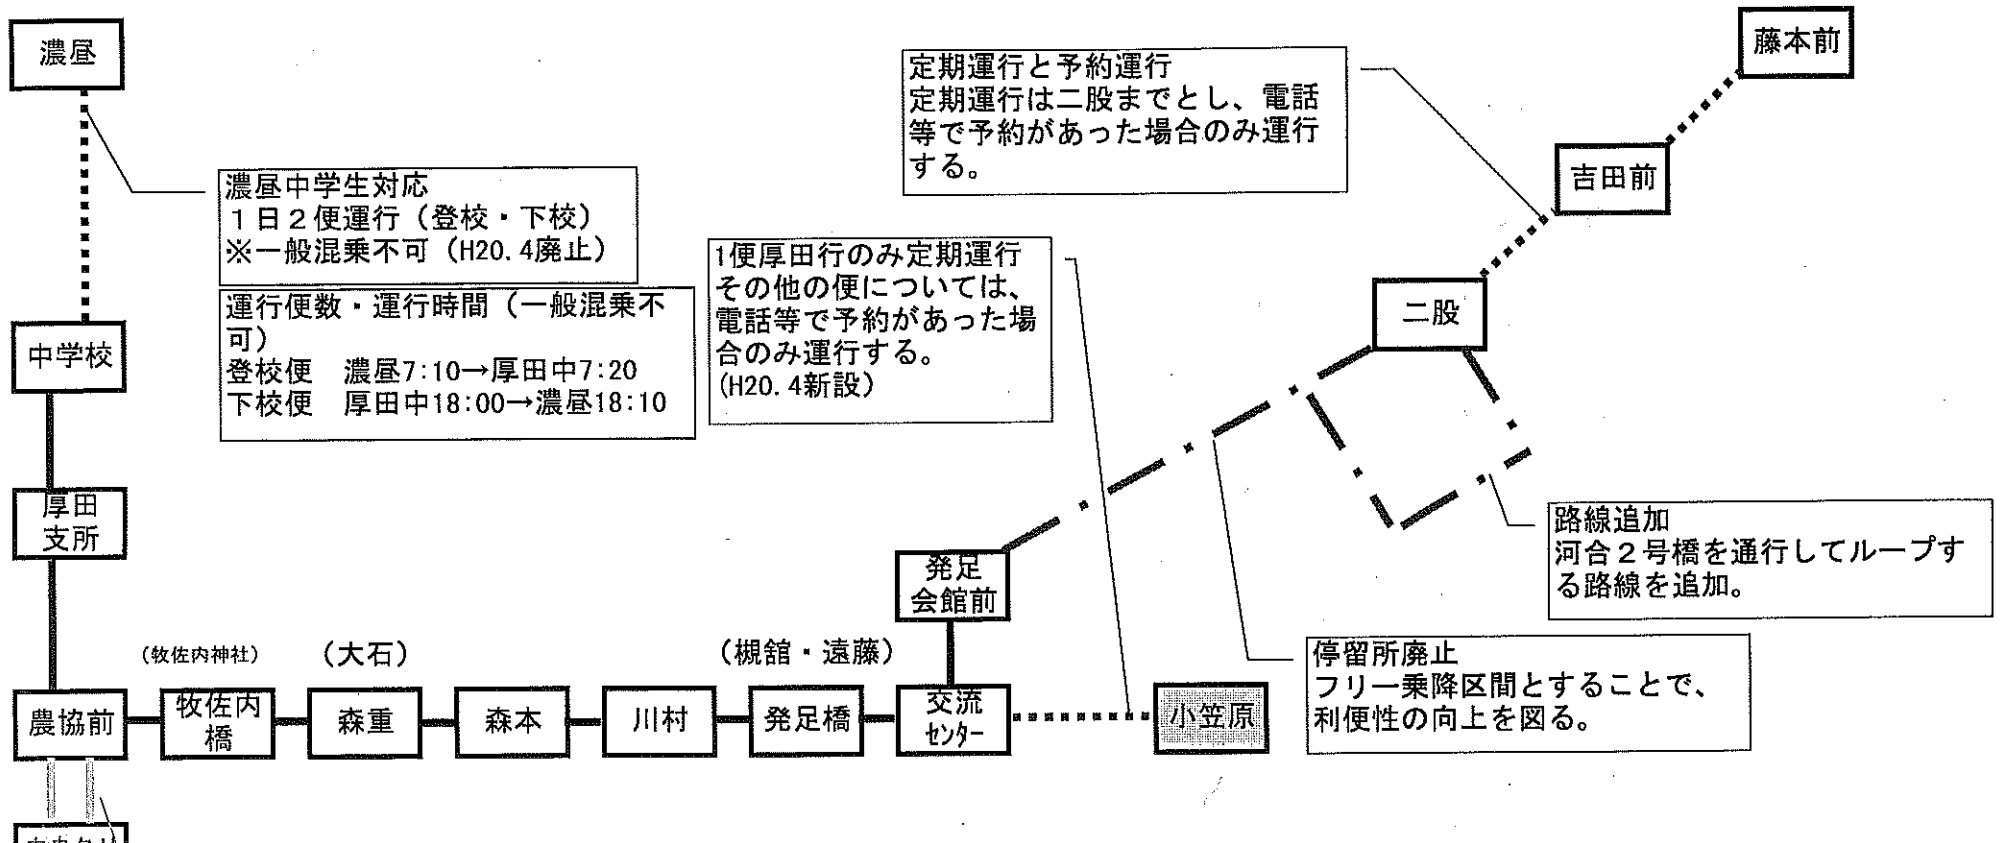 濃昼
藤本前
定期運行と予約運行
定期運行は二股までとし、電話
等で予約があった場合のみ運行
する。
吉田前
濃昼中学生対応
1日2便運行(登校・下校)
※一般混乗不可(H20.4廃止)
1便厚田行のみ定期運行
その他の便については、
電話等で予約があった場
合のみ運行する。
(H20.4新設)
運行便数・運行時間(一般混乗不
可)
登校便 濃昼7:10→厚田中7:20
下校便 厚田中18:00→濃昼18:10
二股
中学校
厚田
支所
路線追加
河合2号橋を通行してループす
る路線を追加。
発足
会館前
停留所廃止
フリー乗降区間とすることで、
利便性の向上を図る。
(牧佐内神社)
(大石)
(槻舘・遠藤)
農協前
牧佐内
橋
森重
森本
川村
発足橋
交流
センター
小笠原